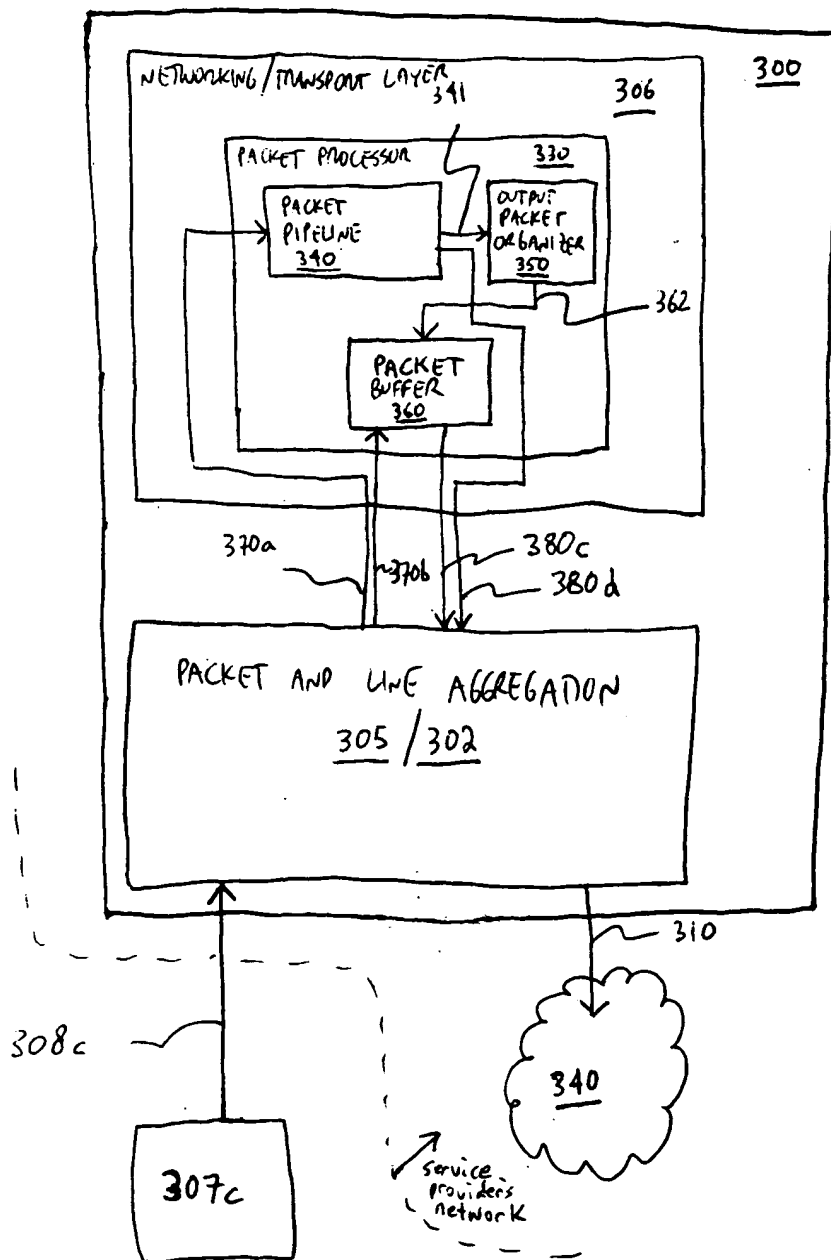 300
NETWORKING/TRANSPORT LAYER
306
341
PACKET PROCESSOR
330
PACKET
PIPELINE
340
OUTPUT
PACKET
ORGANIZER
350
362
PACKET
BUFFER
360
370a
370b
380c
380d
PACKET AND LINE AGGREGATION
305/302
310
308c
340
307c
service
provider's
network